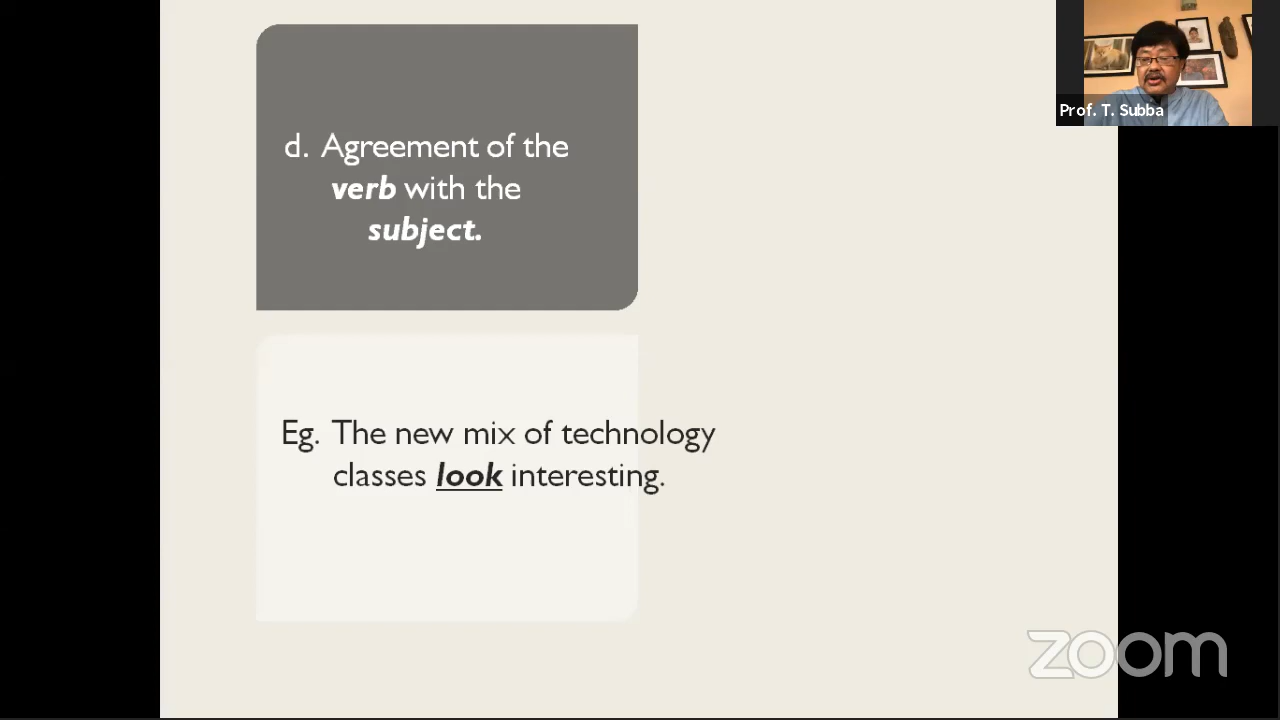 d. Agreement of the
verb with the
subject.
Prof. T. Subba
Eg. The new mix of technology
classes look interesting.
zoom